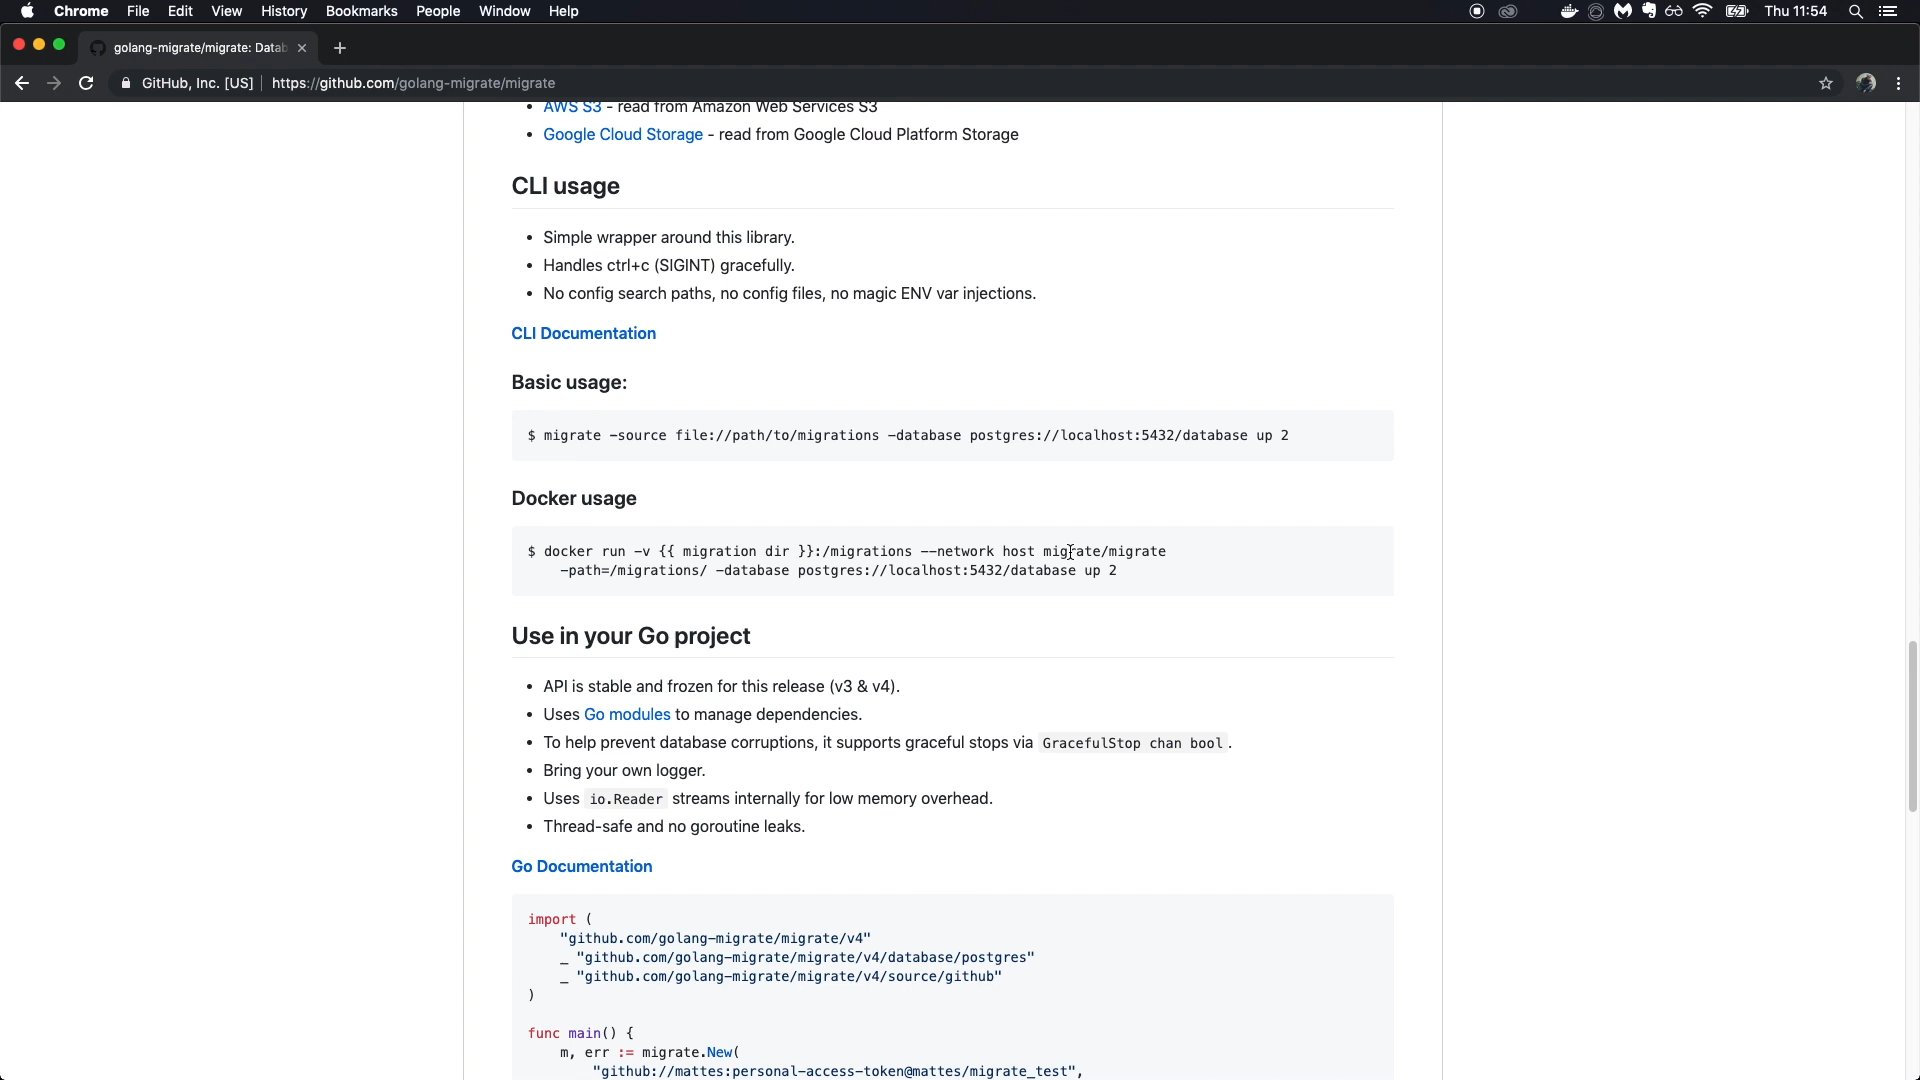 Chrome File Edit View History Bookmarks People Window Help Thu 11:54
golang-migrate/migrate: Datab
GitHub, Inc. [US] https://github.com/golang-migrate/migrate
• AWS S3 - read from Amazon Web Services S3
• Google Cloud Storage - read from Google Cloud Platform Storage
CLI usage
• Simple wrapper around this library.
• Handles ctrl+c (SIGINT) gracefully.
• No config search paths, no config files, no magic ENV var injections.
CLI Documentation
Basic usage:
$ migrate -source file://path/to/migrations -database postgres://localhost:5432/database up 2
Docker usage
$ docker run -v {{ migration dir }}:/migrations --network host migrate/migrate
-path=/migrations/ -database postgres://localhost:5432/database up 2
Use in your Go project
• API is stable and frozen for this release (v3 & v4).
• Uses Go modules to manage dependencies.
• To help prevent database corruptions, it supports graceful stops via GracefulStop chan bool.
• Bring your own logger.
• Uses io.Reader streams internally for low memory overhead.
• Thread-safe and no goroutine leaks.
Go Documentation
import (
"github.com/golang-migrate/migrate/v4"
_ "github.com/golang-migrate/migrate/v4/database/postgres"
_ "github.com/golang-migrate/migrate/v4/source/github"
)
func main() {
m, err := migrate.New(
"github://mattes:personal-access-token@mattes/migrate_test",